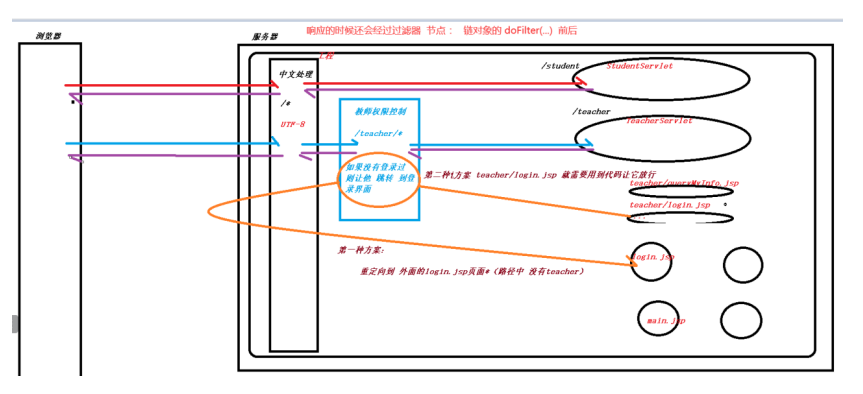 响应的时候还会经过过滤器 节点： 链对象的 doFilter(...) 前后
浏览器
服务器
工程
中文处理
/*
UTF-8
/student
StudentServlet
教师权限控制
/teacher/*
/teacher
TeacherServlet
如果没有登录过
则让他 跳转 到登
录界面
第二种方案 teacher/login.jsp 就需要用到代码让它放行
teacher/queryMyInfo.jsp
teacher/login.jsp
第一种方案：
重定向到 外面的login.jsp页面*（路径中 没有teacher）
login.jsp
main.jsp